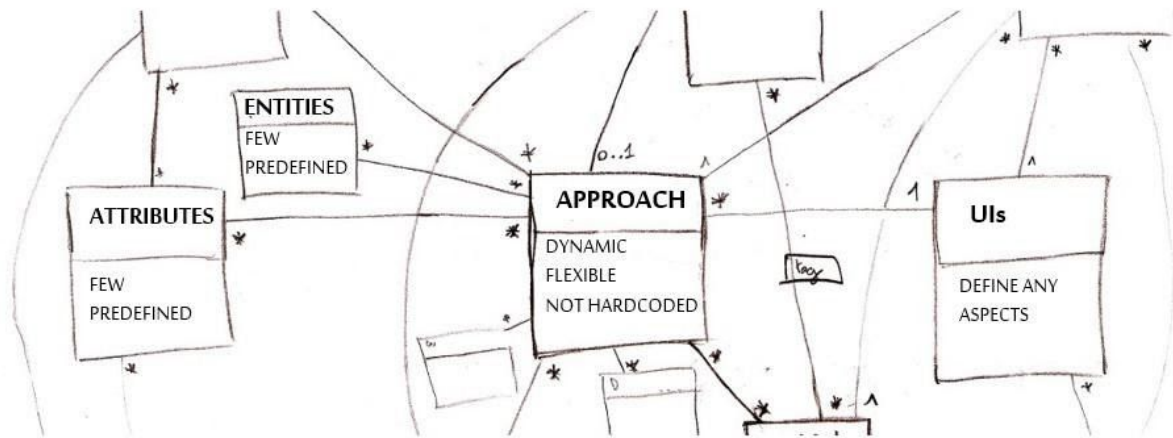 ENTITIES
FEW
PREDEFINED
ATTRIBUTES
FEW
PREDEFINED
0..1
APPROACH
DYNAMIC
FLEXIBLE
NOT HARDCODED
1
UIs
DEFINE ANY
ASPECTS
D